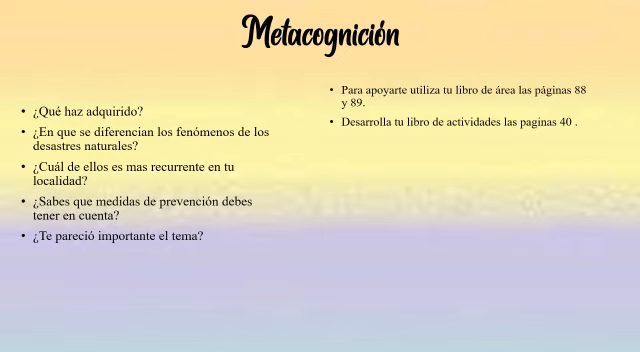 Metacognición
• ¿Qué haz adquirido?
• ¿En que se diferencian los fenómenos de los
desastres naturales?
• ¿Cuál de ellos es mas recurrente en tu
localidad?
• ¿Sabes que medidas de prevención debes
tener en cuenta?
• ¿Te pareció importante el tema?
• Para apoyarte utiliza tu libro de área las páginas 88
y 89.
• Desarrolla tu libro de actividades las paginas 40 .